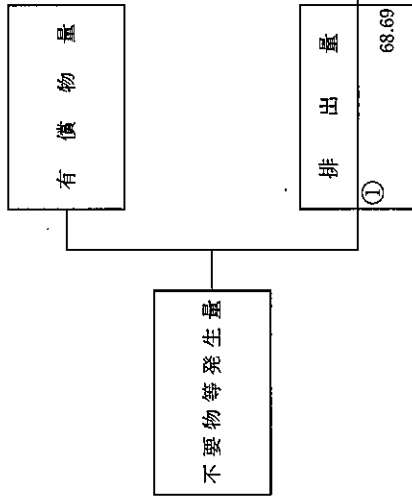 有償物量
不要物等発生量
排出量
①
68.69